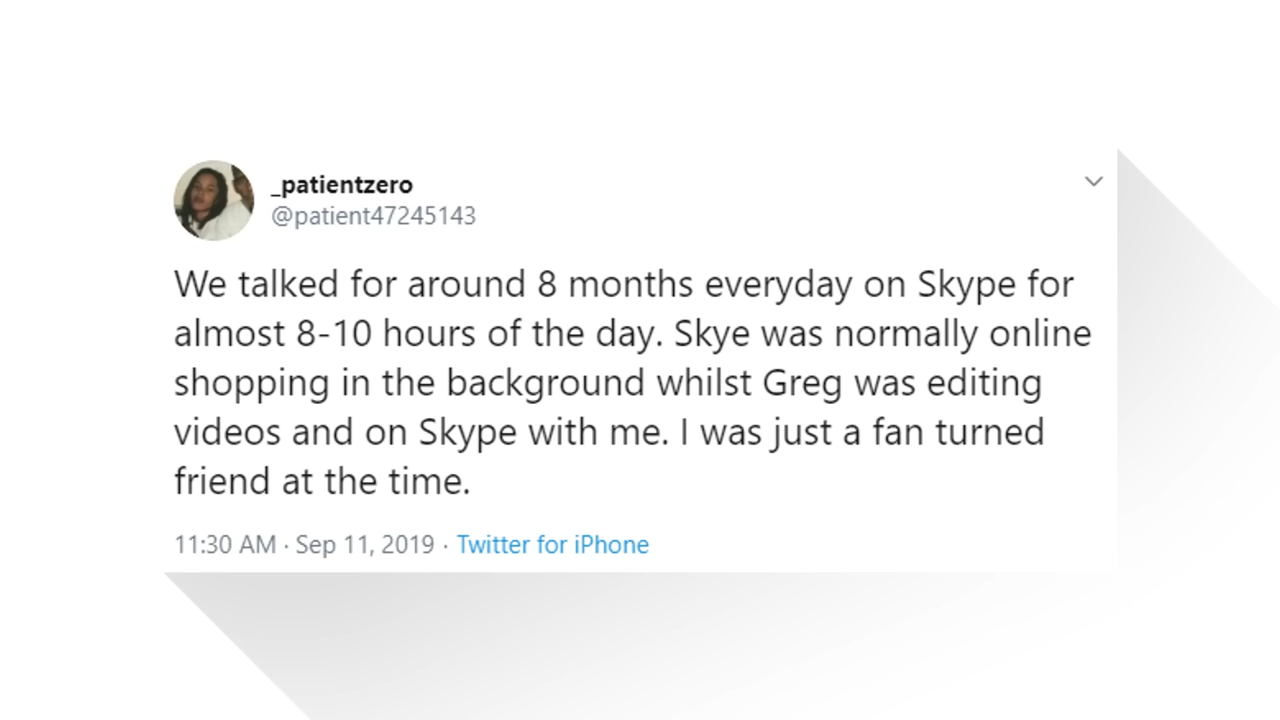 _patientzero
@patient47245143
We talked for around 8 months everyday on Skype for
almost 8-10 hours of the day. Skye was normally online
shopping in the background whilst Greg was editing
videos and on Skype with me. I was just a fan turned
friend at the time.
11:30 AM · Sep 11, 2019 · Twitter for iPhone